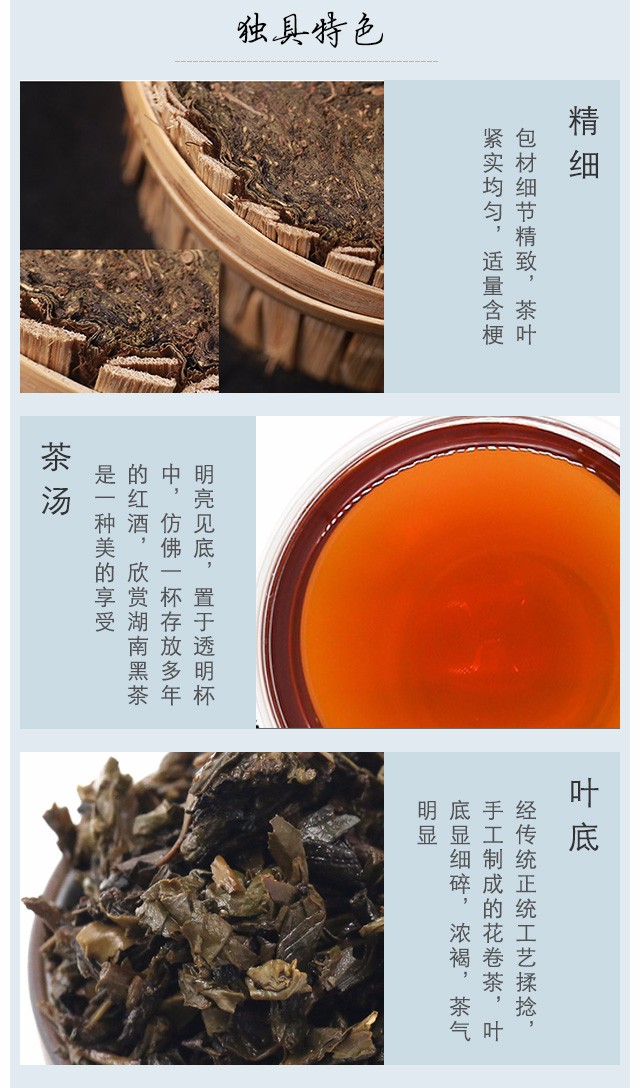 独具特色
精细
包材细节精致，茶叶
紧实均匀，适量含梗
茶汤
明亮见底，置于透明杯
中，仿佛一杯存放多年
的红酒，欣赏湖南黑茶
是一种美的享受
叶底
经传统正统工艺揉捻，
手工制成的花卷茶，叶
底显细碎，浓褐，茶气
明显